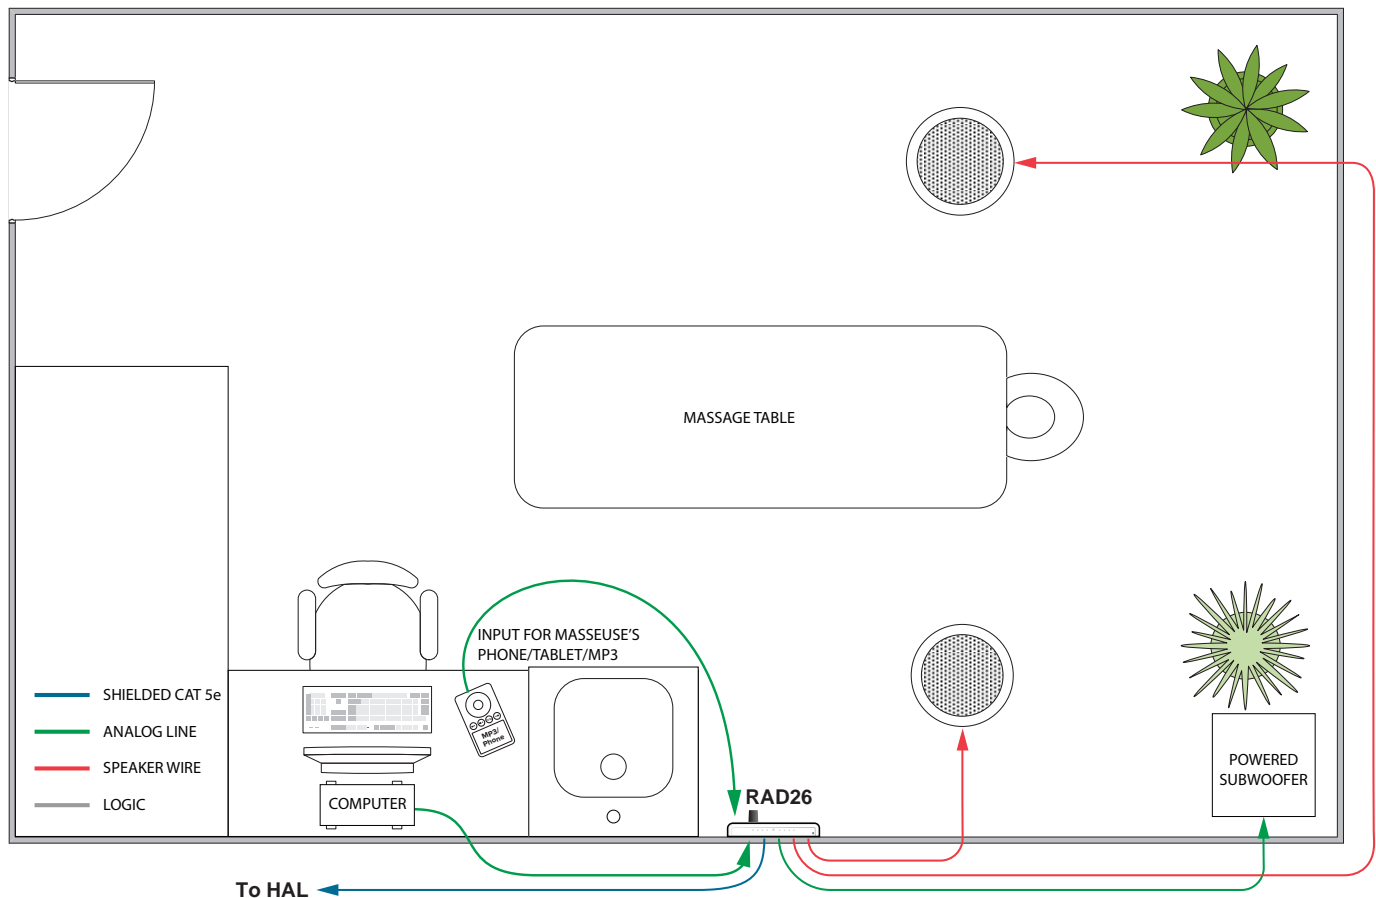 MASSAGE TABLE
INPUT FOR MASSEUSE'S
PHONE/TABLET/MP3
SHIELDED CAT 5e
ANALOG LINE
SPEAKER WIRE
LOGIC
MP3/
Phone
COMPUTER
RAD26
POWERED
SUBWOOFER
To HAL